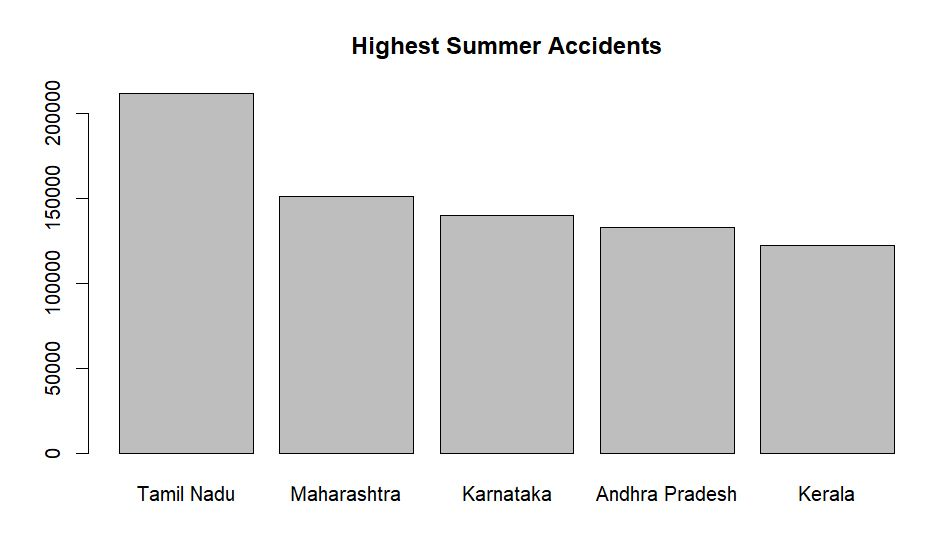 Highest Summer Accidents
200000
150000
100000
50000
0
Tamil Nadu Maharashtra Karnataka Andhra Pradesh Kerala